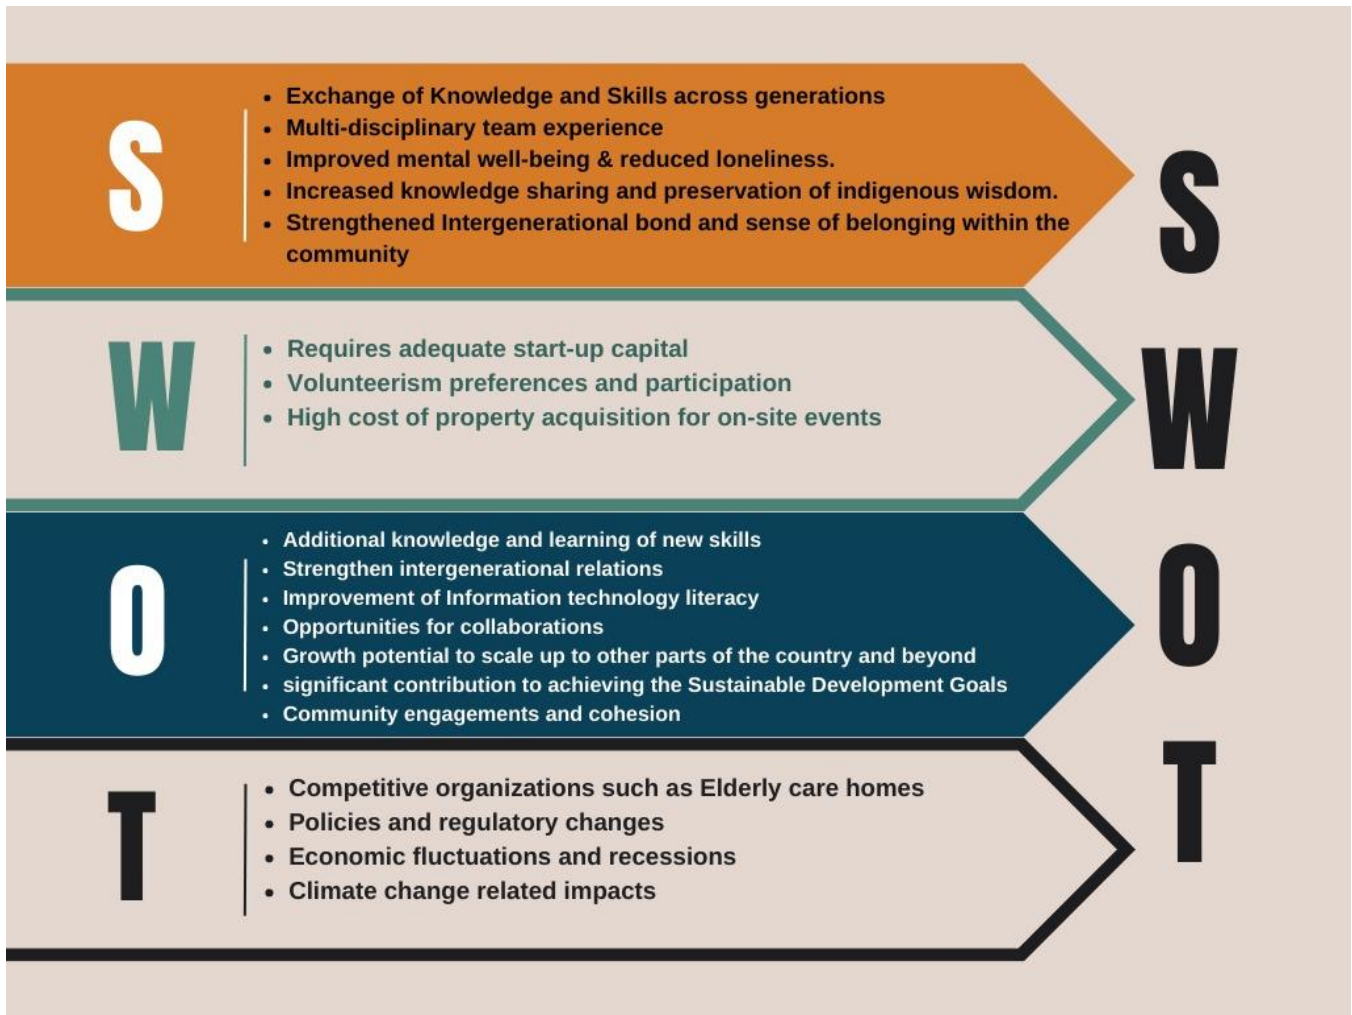 S
• Exchange of Knowledge and Skills across generations
• Multi-disciplinary team experience
• Improved mental well-being & reduced loneliness.
• Increased knowledge sharing and preservation of indigenous wisdom.
• Strengthened Intergenerational bond and sense of belonging within the
community
W
• Requires adequate start-up capital
• Volunteerism preferences and participation
• High cost of property acquisition for on-site events
O
• Additional knowledge and learning of new skills
• Strengthen intergenerational relations
• Improvement of Information technology literacy
• Opportunities for collaborations
• Growth potential to scale up to other parts of the country and beyond
• significant contribution to achieving the Sustainable Development Goals
• Community engagements and cohesion
T
• Competitive organizations such as Elderly care homes
• Policies and regulatory changes
• Economic fluctuations and recessions
• Climate change related impacts
S
W
O
T